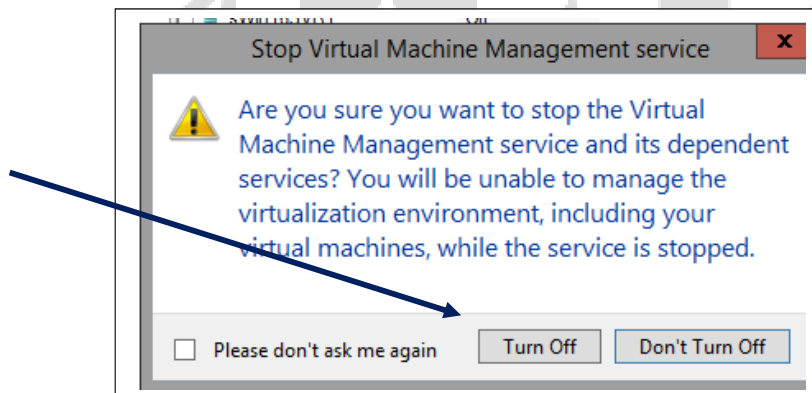 Stop Virtual Machine Management service
x
Are you sure you want to stop the Virtual
Machine Management service and its dependent
services? You will be unable to manage the
virtualization environment, including your
virtual machines, while the service is stopped.
Please don't ask me again
Turn Off
Don't Turn Off